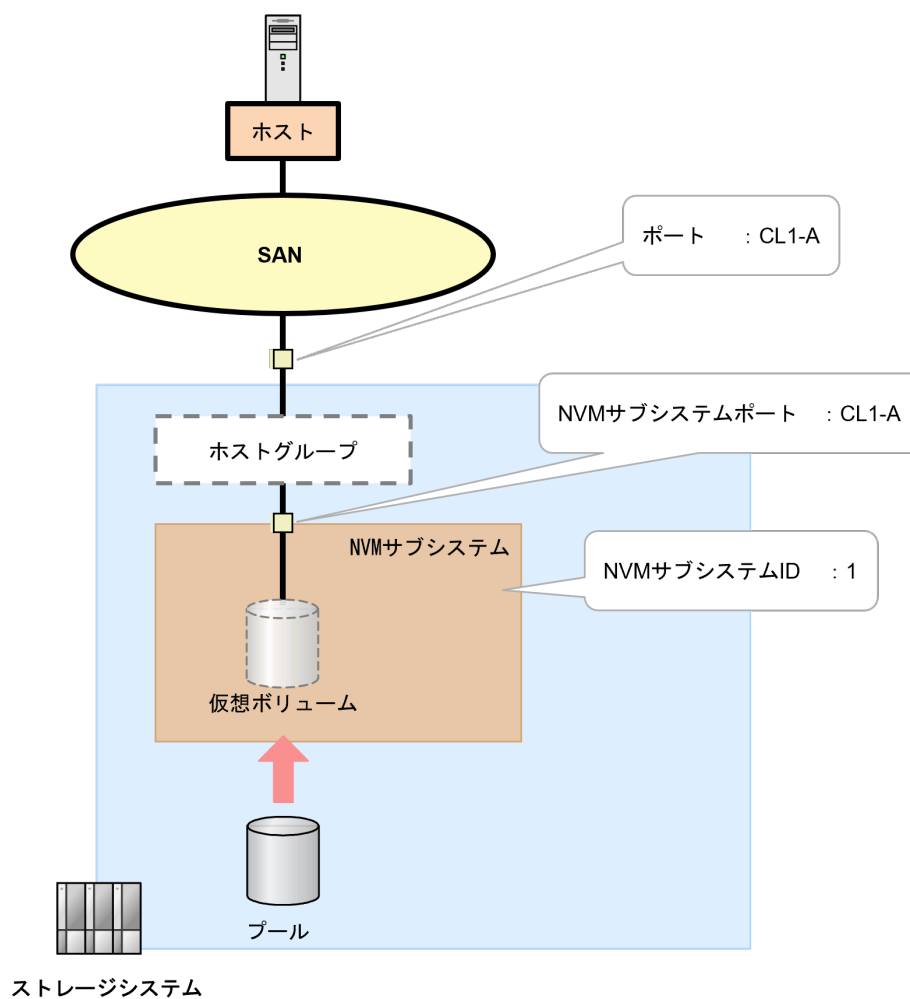 ホスト
SAN
ポート : CL1-A
NVMサブシステムポート : CL1-A
ホストグループ
NVMサブシステム
NVMサブシステムID : 1
仮想ボリューム
プール
ストレージシステム